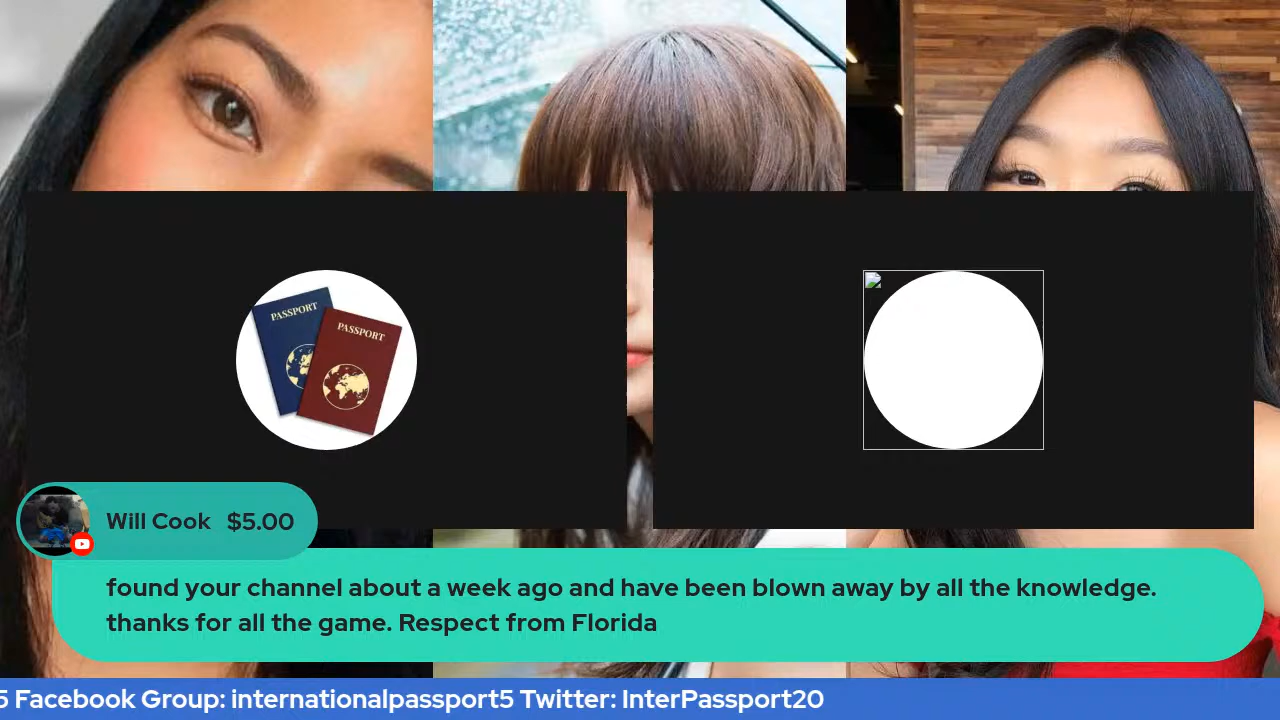 PASSPORT
PASSPORT
Will Cook $5.00
found your channel about a week ago and have been blown away by all the knowledge.
thanks for all the game. Respect from Florida
5 Facebook Group: internationalpassport5 Twitter: InterPassport20